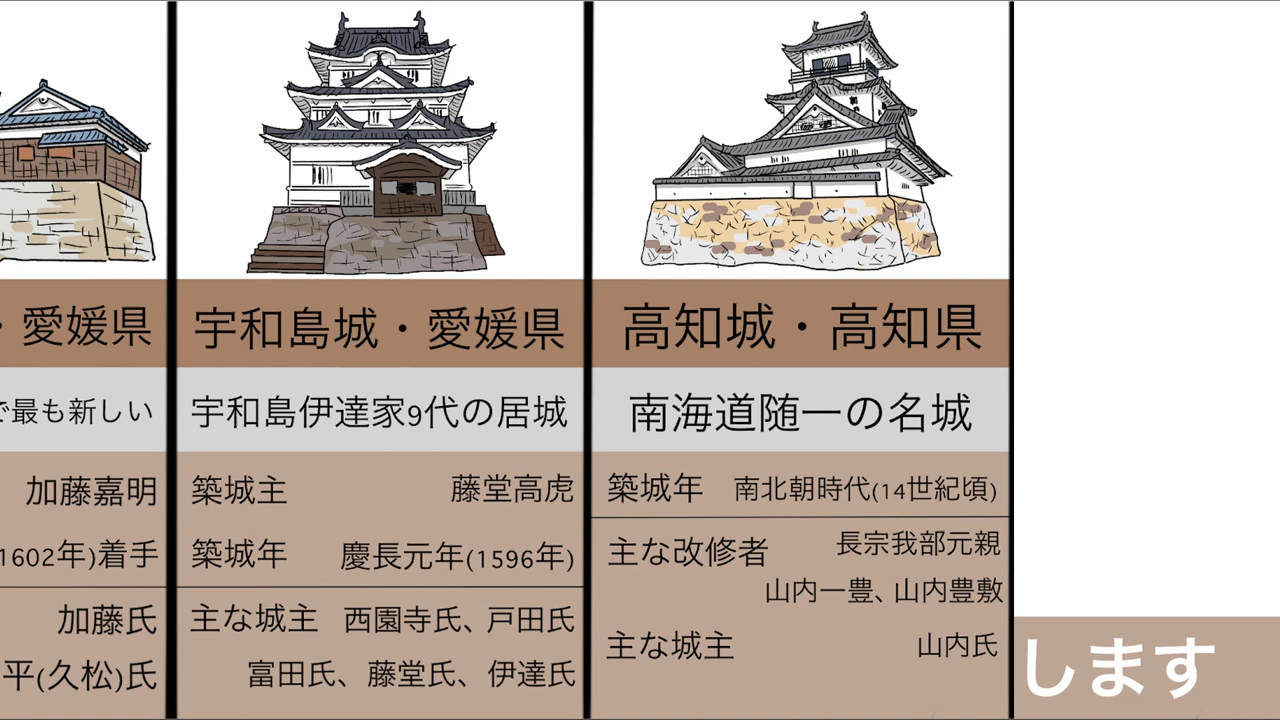 ・愛媛県
で最も新しい
加藤嘉明
1602年)着手
加藤氏
平(久松)氏
宇和島城・愛媛県
宇和島伊達家9代の居城
築城主 藤堂高虎
築城年 慶長元年(1596年)
主な城主 西園寺氏、戸田氏
富田氏、藤堂氏、伊達氏
高知城・高知県
南海道随一の名城
築城年 南北朝時代(14世紀頃)
主な改修者 長宗我部元親
山内一豊、山内豊敷
主な城主 山内氏
します